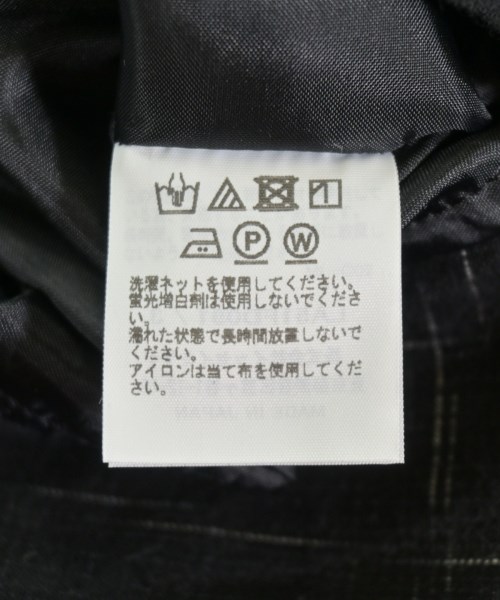 P W
洗濯ネットを使用してください。
蛍光増白剤は使用しないでくださ
い。
濡れた状態で長時間放置しないで
ください。
アイロンは当て布を使用してくだ
さい。
MADE IN JAPAN